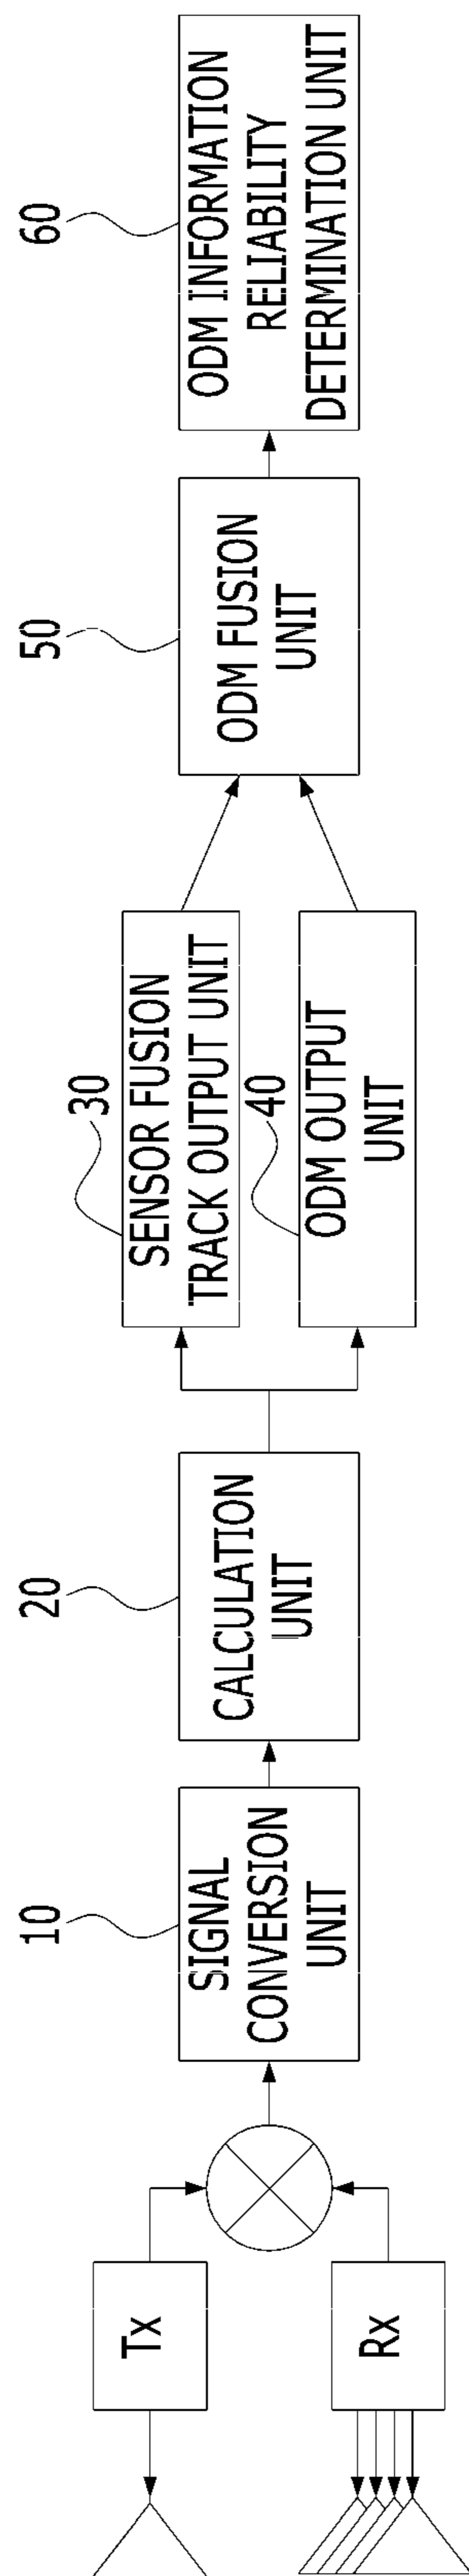 Tx
Rx
10
SIGNAL
CONVERSION
UNIT
20
CALCULATION
UNIT
30
SENSOR FUSION
TRACK OUTPUT UNIT
40
ODM OUTPUT
UNIT
50
ODM FUSION
UNIT
60
ODM INFORMATION
RELIABILITY
DETERMINATION UNIT